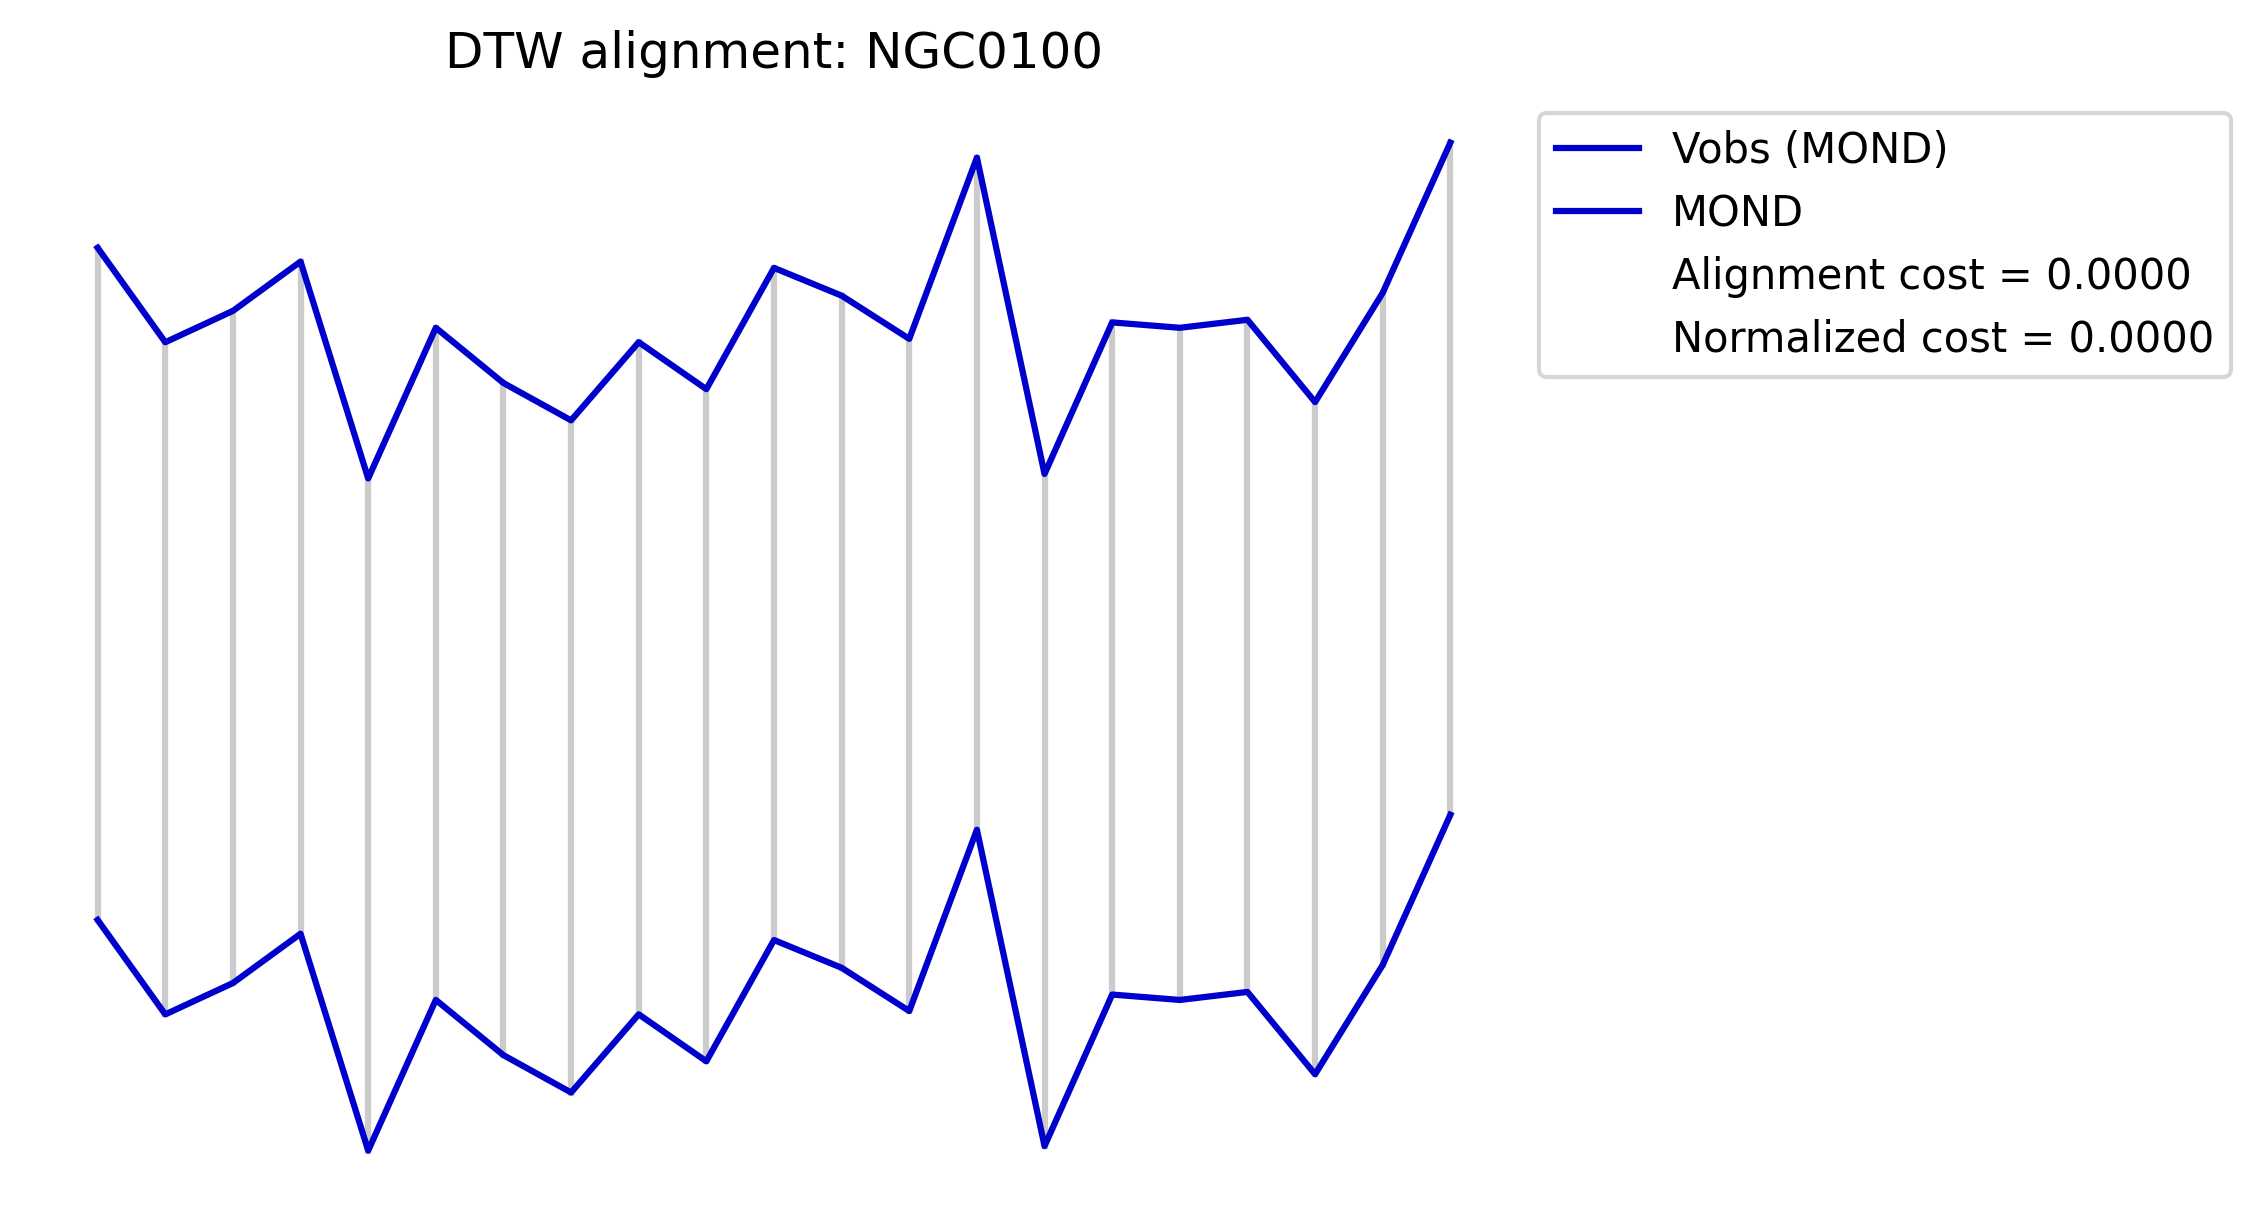 DTW alignment: NGC0100
Vobs (MOND)
MOND
Alignment cost = 0.0000
Normalized cost = 0.0000